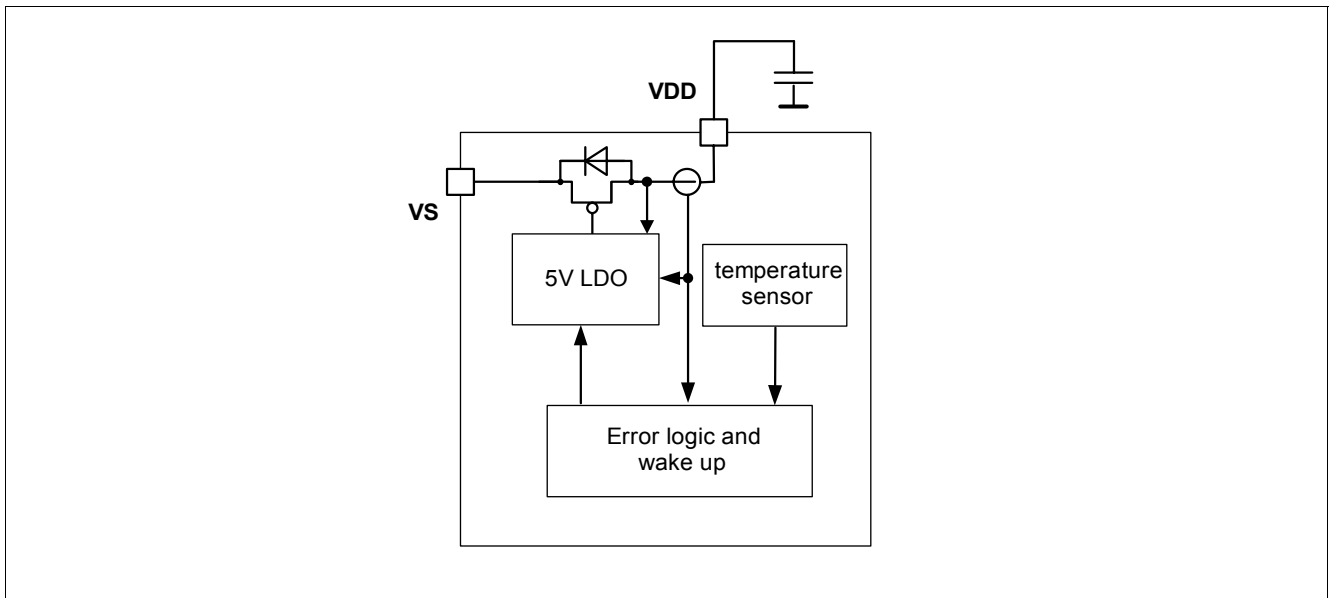 VDD
VS
5V LDO
temperature
sensor
Error logic and
wake up